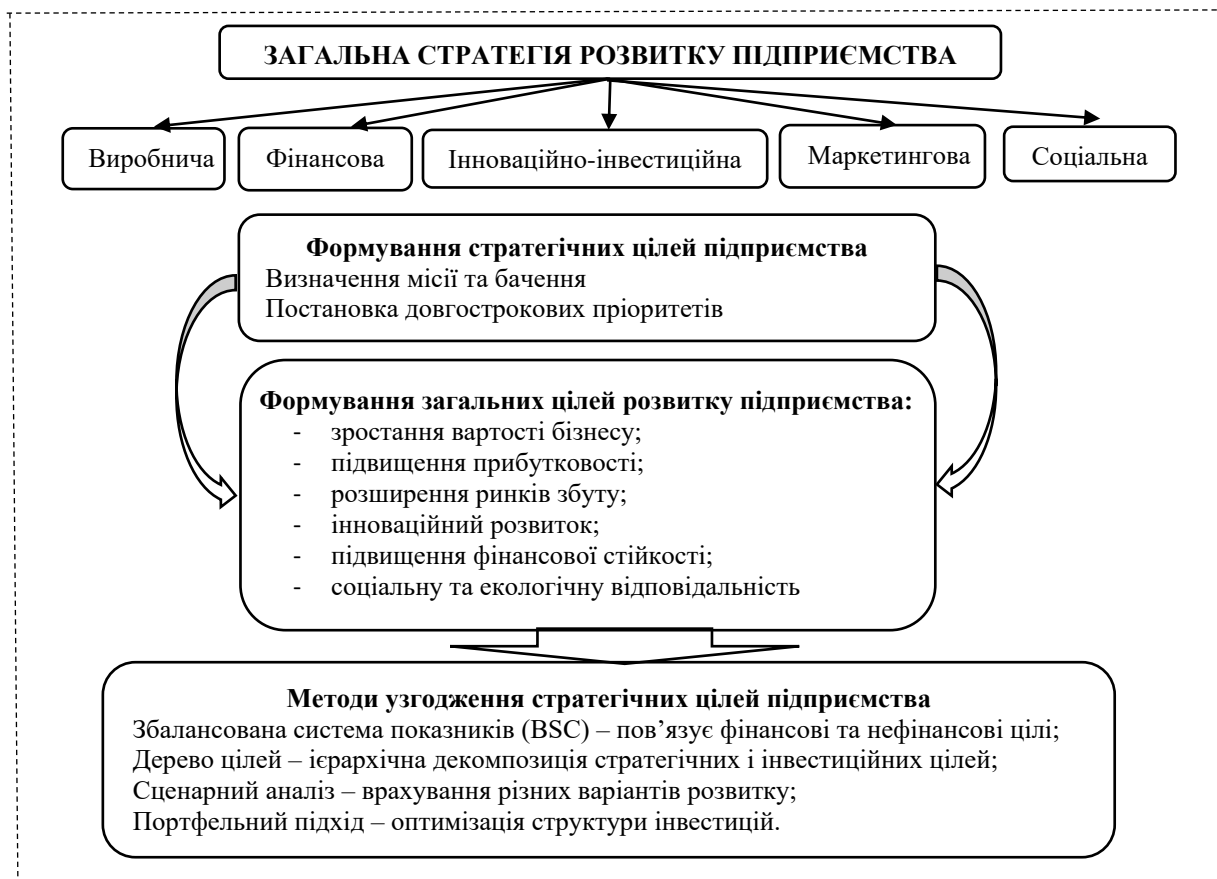 ЗАГАЛЬНА СТРАТЕГІЯ РОЗВИТКУ ПІДПРИЄМСТВА
Виробнича
Фінансова
Інноваційно-інвестиційна
Маркетингова
Соціальна
Формування стратегічних цілей підприємства
Визначення місії та бачення
Постановка довгострокових пріоритетів
Формування загальних цілей розвитку підприємства:
- зростання вартості бізнесу;
- підвищення прибутковості;
- розширення ринків збуту;
- інноваційний розвиток;
- підвищення фінансової стійкості;
- соціальну та екологічну відповідальність
Методи узгодження стратегічних цілей підприємства
Збалансована система показників (BSC) – пов’язує фінансові та нефінансові цілі;
Дерево цілей – ієрархічна декомпозиція стратегічних і інвестиційних цілей;
Сценарний аналіз – врахування різних варіантів розвитку;
Портфельний підхід – оптимізація структури інвестицій.